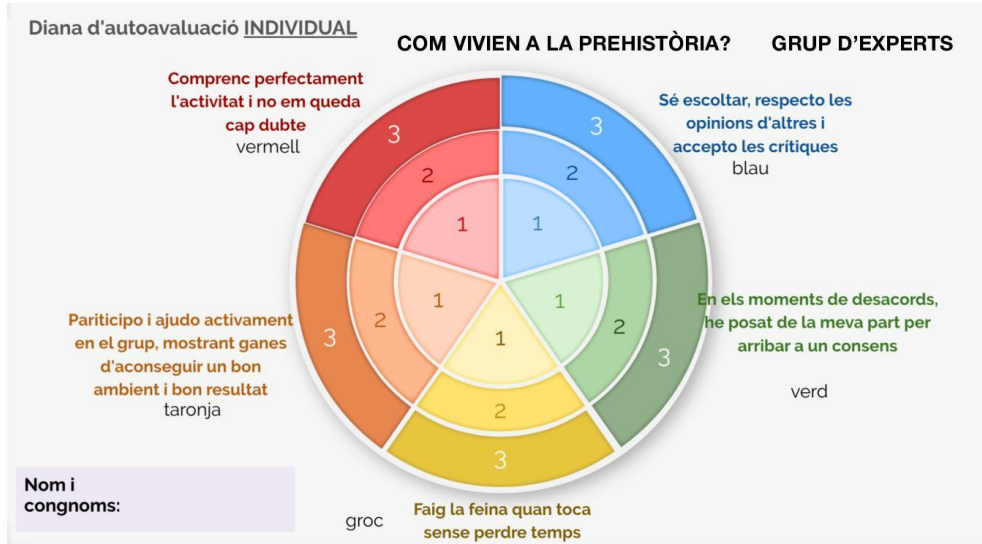 Diana d'autoavaluació INDIVIDUAL
COM VIVIEN A LA PREHISTÒRIA? GRUP D'EXPERTS
Comprenc perfectament
l'activitat i no em queda
cap dubte
vermell
Sé escoltar, respecto les
opinions d'altres i
accepto les crítiques
blau
3
3
2
2
1
1
Pariticipo i ajudo activament
en el grup, mostrant ganes
d'aconseguir un bon
ambient i bon resultat
taronja
En els moments de desacords,
he posat de la meva part per
arribar a un consens
verd
1
1
2
2
3
3
1
2
3
Nom i
congnoms:
groc
Faig la feina quan toca
sense perdre temps